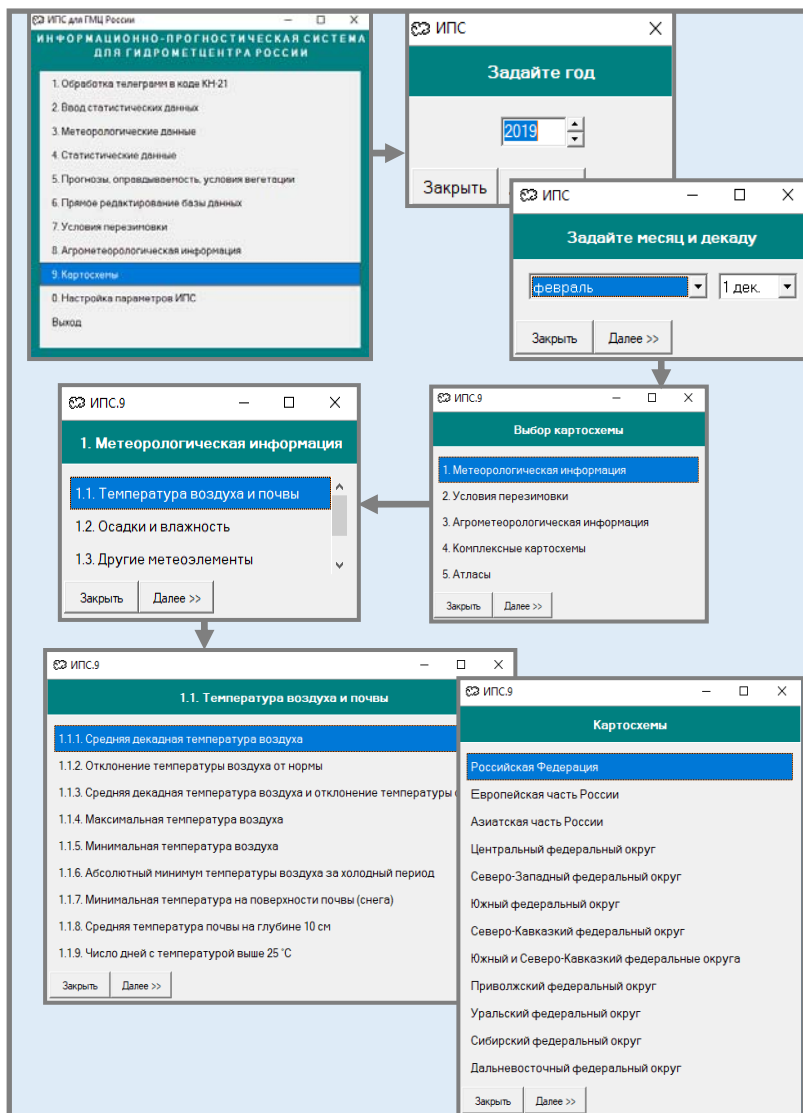 ИПС для ГМЦ России
ИНФОРМАЦИОННО-ПРОГНОСТИЧЕСКАЯ СИСТЕМА
ДЛЯ ГИДРОМЕТЦЕНТРА РОССИИ
1. Обработка телеграмм в коде КН-21
2. Ввод статистических данных
3. Метеорологические данные
4. Статистические данные
5. Прогнозы, оправдываемость, условия вегетации
6. Прямое редактирование базы данных
7. Условия перезимовки
8. Агрометеорологическая информация
9. Картосхемы
0. Настройка параметров ИПС
Выход
ИПС
Задайте год
2019
Закрыть
ИПС
Задайте месяц и декаду
февраль
1 дек.
Закрыть
Далее >>
ИПС.9
Выбор картосхемы
1. Метеорологическая информация
2. Условия перезимовки
3. Агрометеорологическая информация
4. Комплексные картосхемы
5. Атласы
Закрыть
Далее >>
ИПС.9
1. Метеорологическая информация
1.1. Температура воздуха и почвы
1.2. Осадки и влажность
1.3. Другие метеоэлементы
Закрыть
Далее >>
ИПС.9
1.1. Температура воздуха и почвы
1.1.1. Средняя декадная температура воздуха
1.1.2. Отклонение температуры воздуха от нормы
1.1.3. Средняя декадная температура воздуха и отклонение температуры
1.1.4. Максимальная температура воздуха
1.1.5. Минимальная температура воздуха
1.1.6. Абсолютный минимум температуры воздуха за холодный период
1.1.7. Минимальная температура на поверхности почвы (снега)
1.1.8. Средняя температура почвы на глубине 10 см
1.1.9. Число дней с температурой выше 25 °C
Закрыть
Далее >>
ИПС.9
Картосхемы
Российская Федерация
Европейская часть России
Азиатская часть России
Центральный федеральный округ
Северо-Западный федеральный округ
Южный федеральный округ
Северо-Кавказкий федеральный округ
Южный и Северо-Кавказкий федеральные округа
Приволжский федеральный округ
Уральский федеральный округ
Сибирский федеральный округ
Дальневосточный федеральный округ
Закрыть
Далее >>